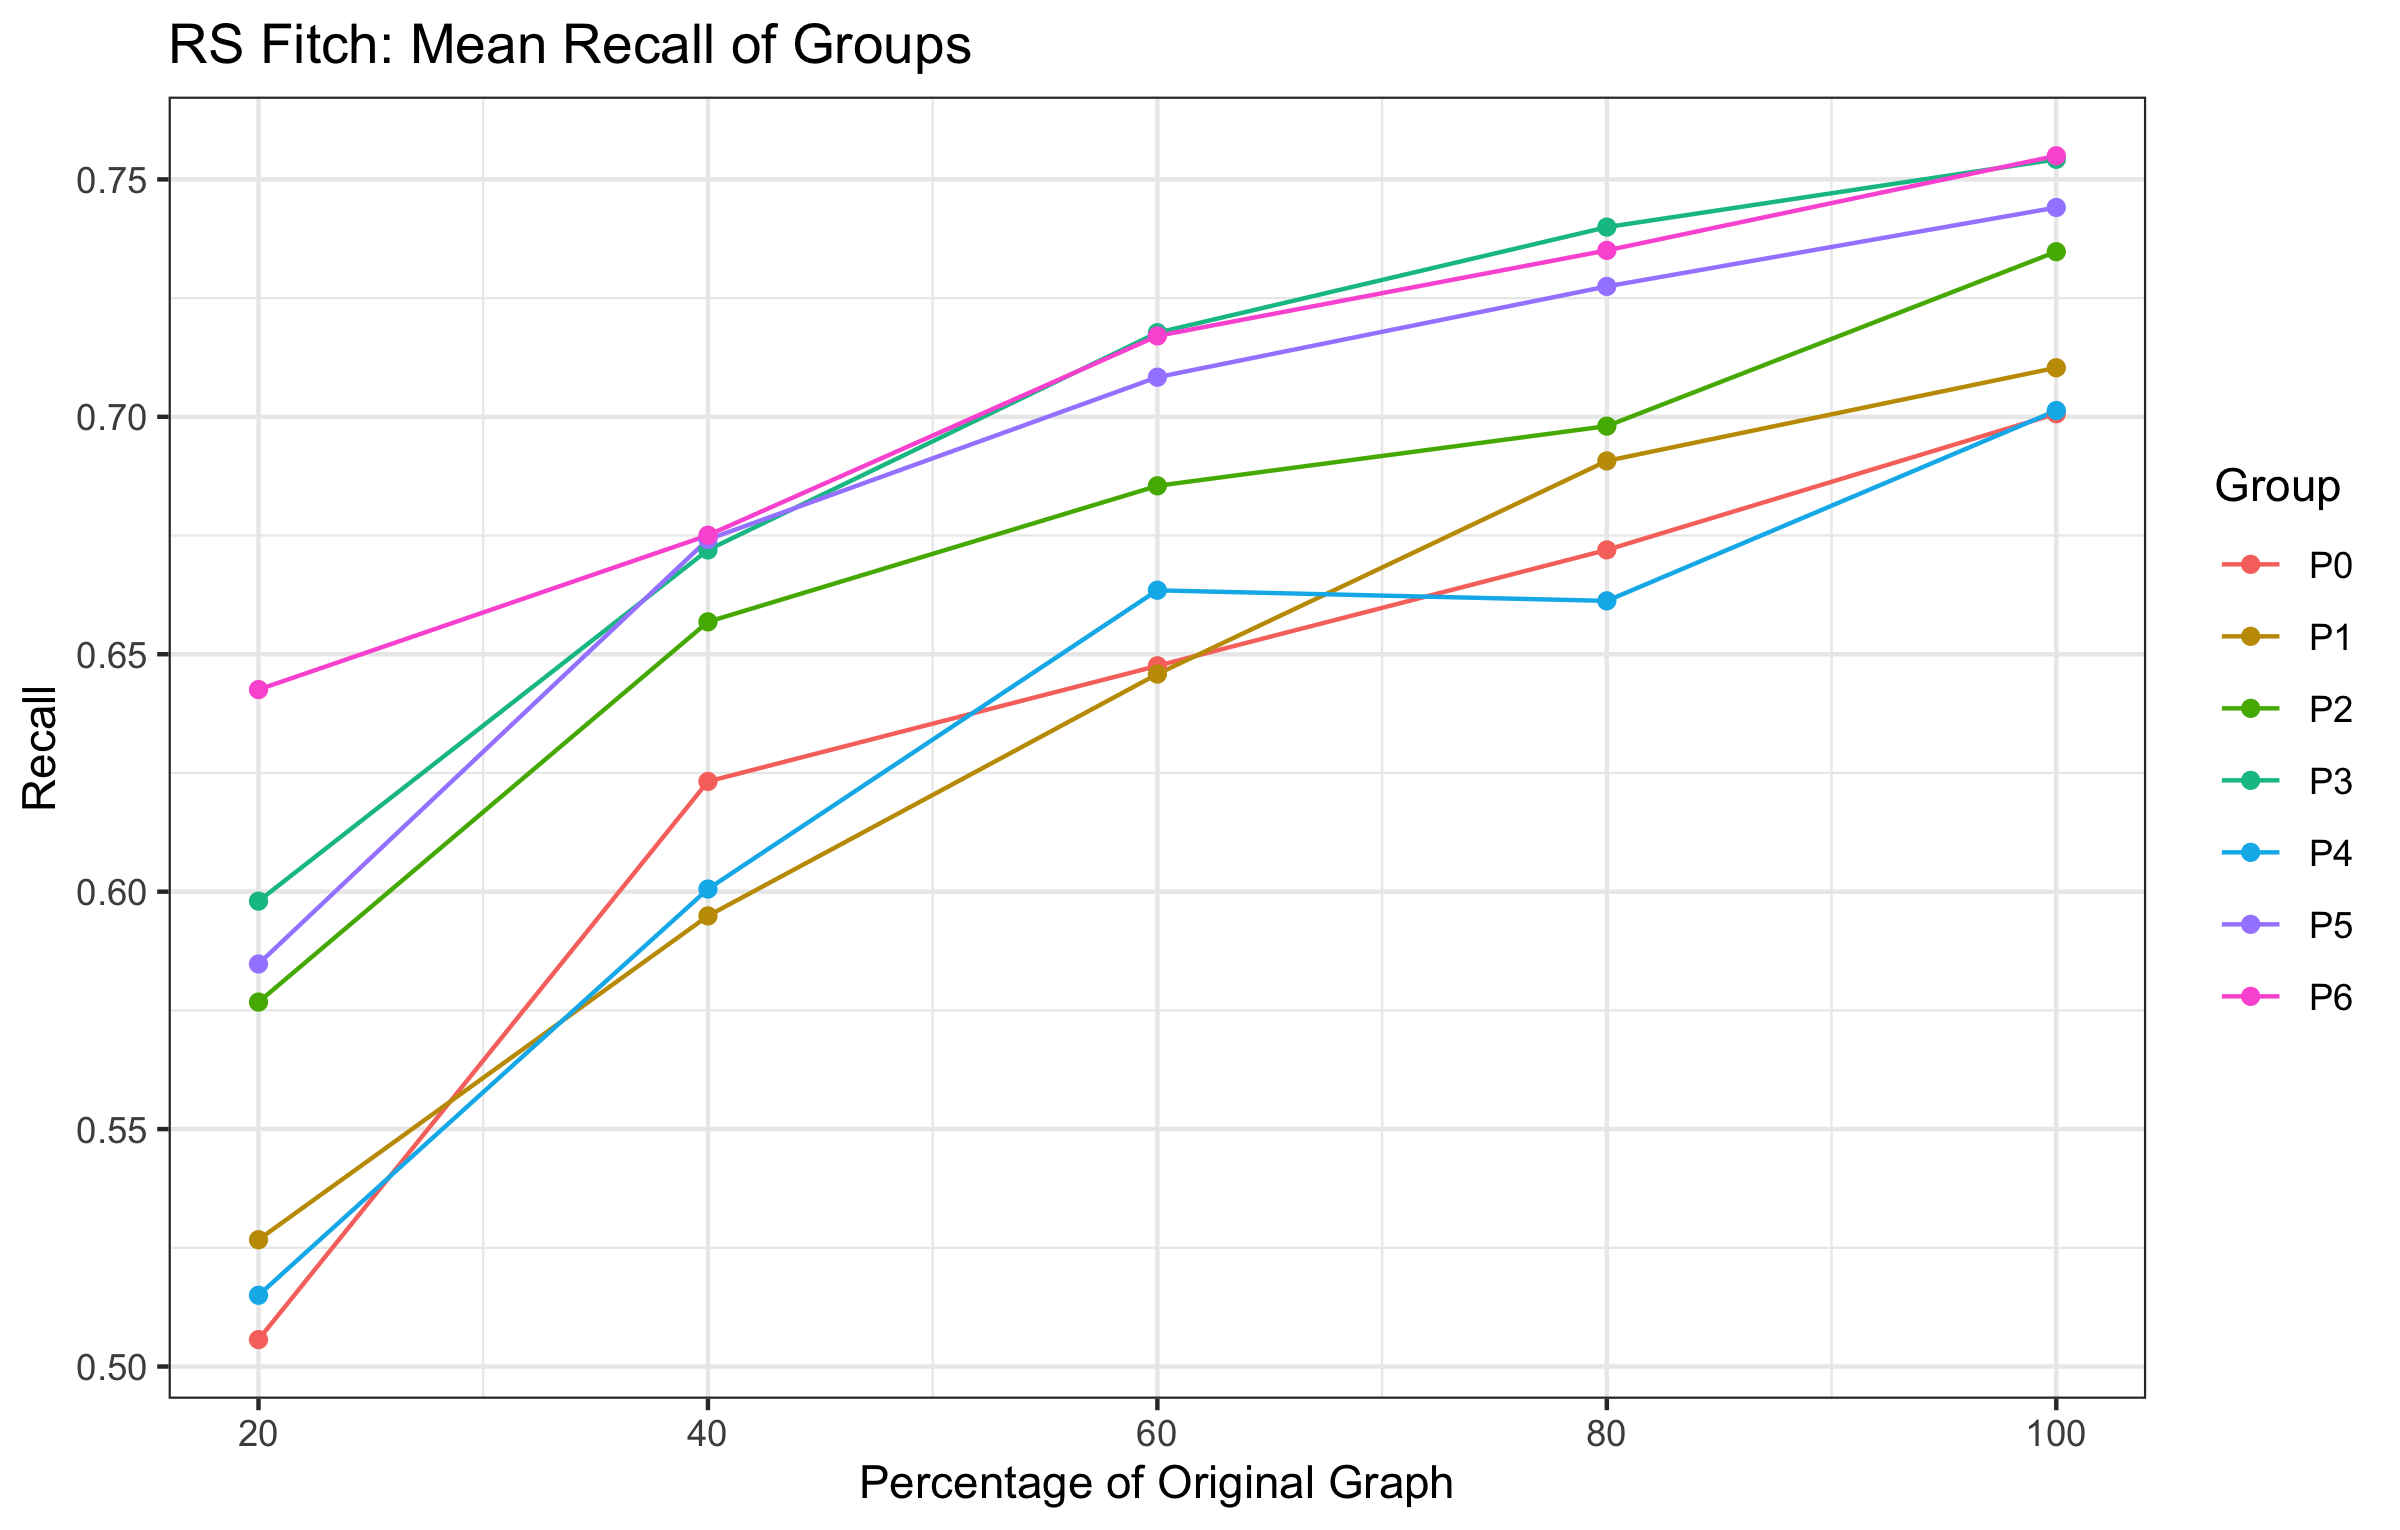 RS Fitch: Mean Recall of Groups
0.75
0.70
0.65
0.60
0.55
0.50
Recall
20 40 60 80 100
Percentage of Original Graph
Group
P0
P1
P2
P3
P4
P5
P6